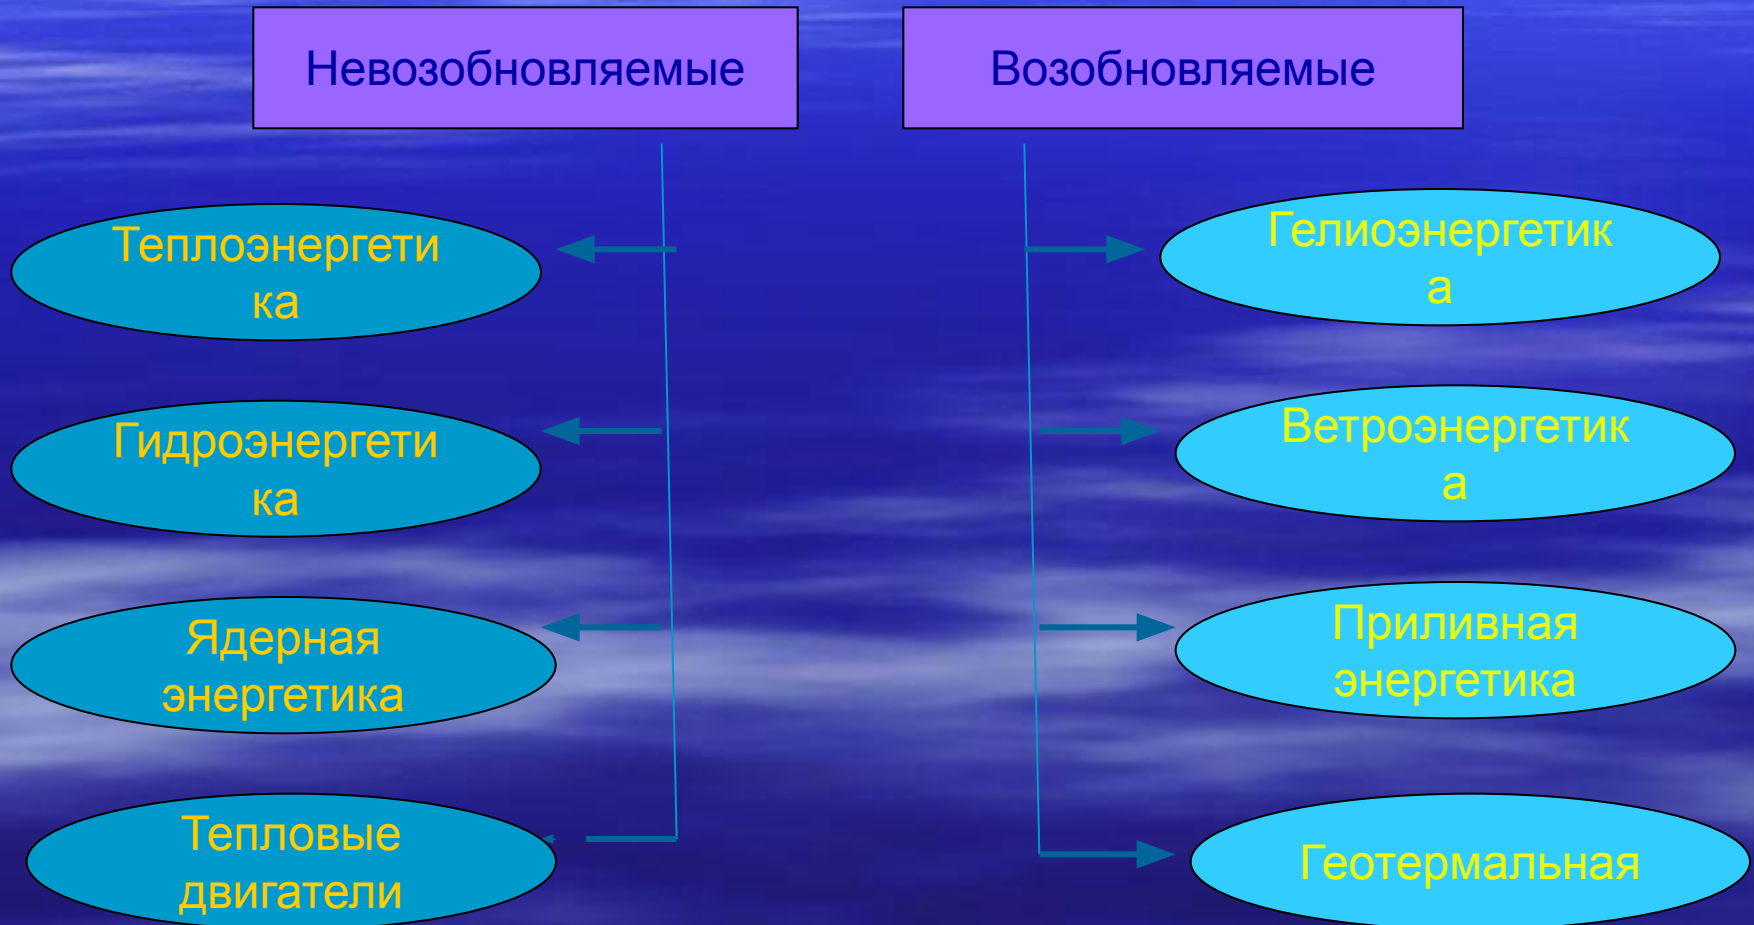 Невозобновляемые
Возобновляемые
Теплоэнергети
ка
Гидроэнергети
ка
Ядерная
энергетика
Тепловые
двигатели
Гелиоэнергетик
а
Ветроэнергетик
а
Приливная
энергетика
Геотермальная